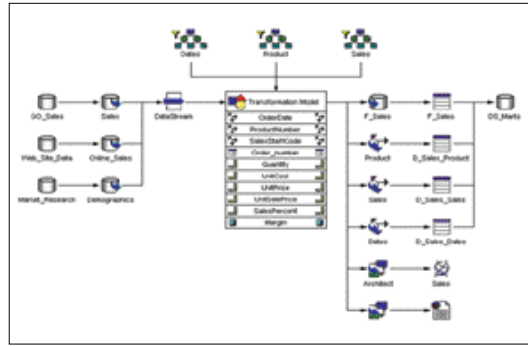 Dates
Product
Sales
GO_Sales
Sales
DataStream
Web_Site_Data
Online_Sales
Market_Research
Demographics
Transformation Model
OrderDate
ProductNumber
SalesStaffCode
Order_number
Quantity
UnitCost
UnitPrice
UnitSalePrice
SalesPercent
Margin
F_Sales
F_Sales
DS_Marts
Product
D_Sales_Product
Sales
D_Sales_Sales
Dates
D_Sales_Dates
Architect
Sales